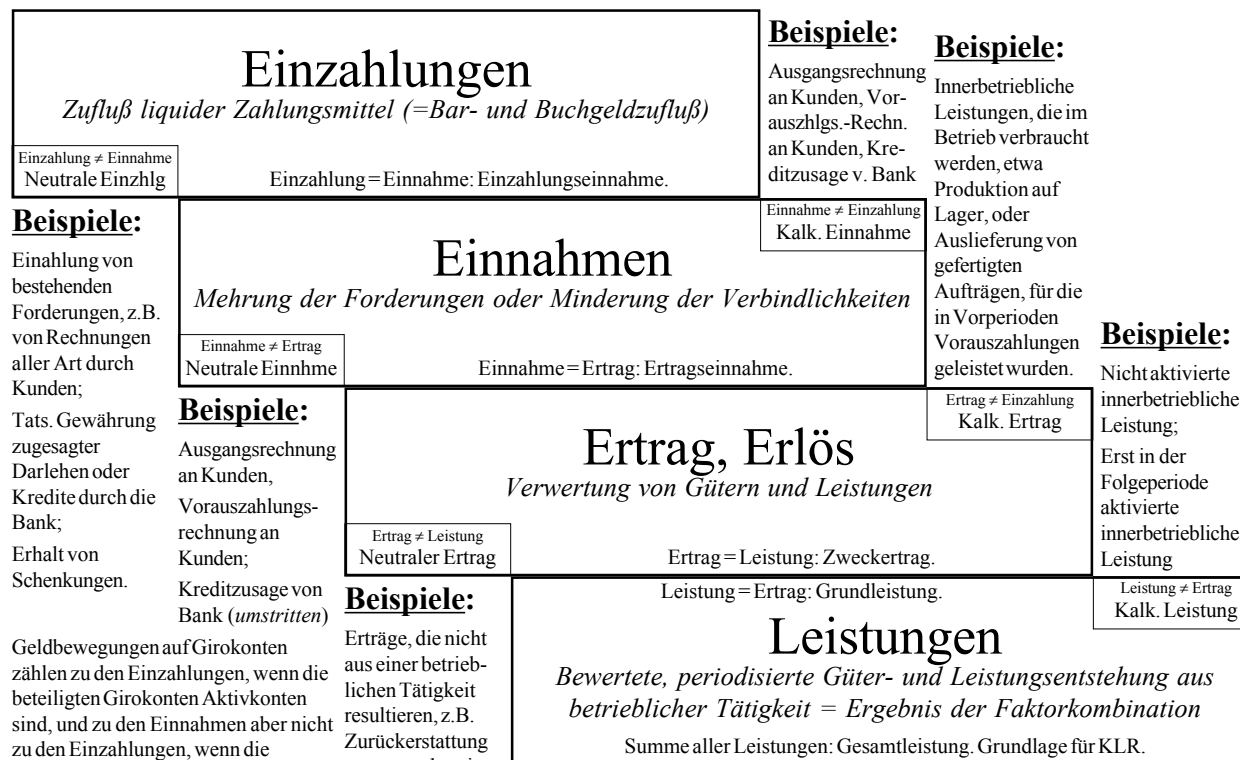 Einzahlungen
Zufluß liquider Zahlungsmittel (=Bar- und Buchgeldzufluß)
Einzahlung ≠ Einnahme
Neutrale Einzhlg
Einzahlung = Einnahme: Einzahlungseinnahme.
Beispiele:
Ausgangsrechnung
an Kunden, Vor-
auszhlgs.-Rechn.
an Kunden, Kre-
ditzusage v. Bank
Beispiele:
Innerbetriebliche
Leistungen, die im
Betrieb verbraucht
werden, etwa
Produktion auf
Lager, oder
Auslieferung von
gefertigten
Aufträgen, für die
in Vorperioden
Vorauszahlungen
geleistet wurden.
Beispiele:
Einahlung von
bestehenden
Forderungen, z.B.
von Rechnungen
aller Art durch
Kunden;
Tats. Gewährung
zugesagter
Darlehen oder
Kredite durch die
Bank;
Erhalt von
Schenkungen.
Einnahme ≠ Einzahlung
Kalk. Einnahme
Einnahmen
Mehrung der Forderungen oder Minderung der Verbindlichkeiten
Einnahme ≠ Ertrag
Neutrale Einnhme
Einnahme = Ertrag: Ertragseinnahme.
Beispiele:
Ausgangsrechnung
an Kunden,
Vorauszahlungs-
rechnung an
Kunden;
Kreditzusage von
Bank (umstritten)
Ertrag ≠ Einzahlung
Kalk. Ertrag
Ertrag, Erlös
Verwertung von Gütern und Leistungen
Ertrag ≠ Leistung
Neutraler Ertrag
Ertrag = Leistung: Zweckertrag.
Beispiele:
Nicht aktivierte
innerbetriebliche
Leistung;
Erst in der
Folgeperiode
aktivierte
innerbetriebliche
Leistung
Geldbewegungen auf Girokonten
zählen zu den Einzahlungen, wenn die
beteiligten Girokonten Aktivkonten
sind, und zu den Einnahmen aber nicht
zu den Einzahlungen, wenn die
Beispiele:
Erträge, die nicht
aus einer betrieb-
lichen Tätigkeit
resultieren, z.B.
Zurückerstattung
Leistung = Ertrag: Grundleistung.
Leistung ≠ Ertrag
Kalk. Leistung
Leistungen
Bewertete, periodisierte Güter- und Leistungsentstehung aus
betrieblicher Tätigkeit = Ergebnis der Faktorkombination
Summe aller Leistungen: Gesamtleistung. Grundlage für KLR.